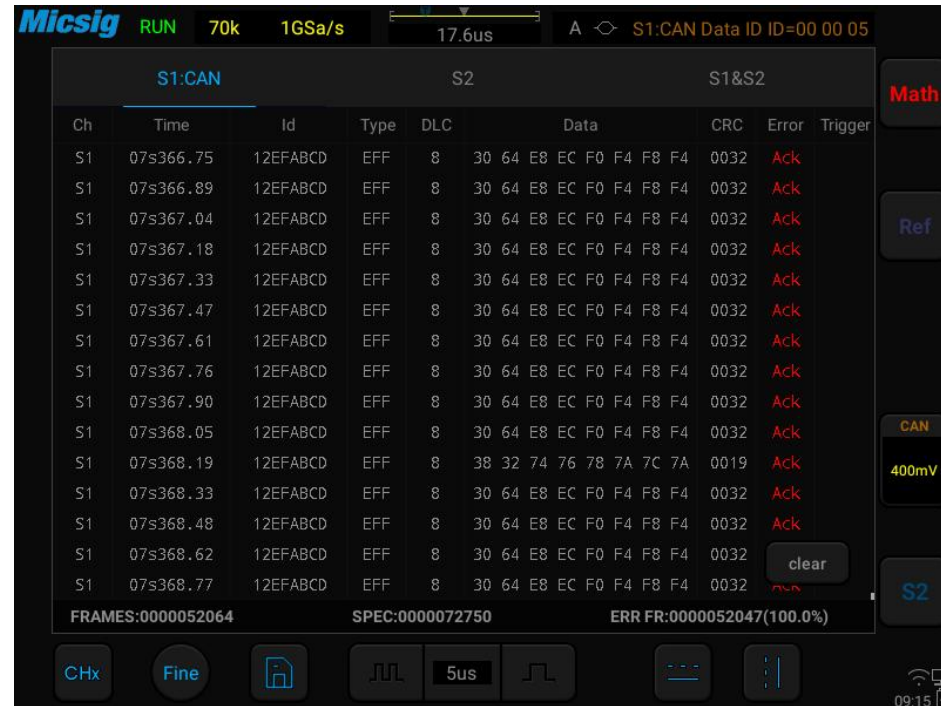 Micsig RUN 70k 1GSa/s 17.6us A S1:CAN Data ID ID=00 00 05
S1:CAN S2 S1&S2
Ch Time Id Type DLC Data CRC Error Trigger
S1 07s366.75 12EFABCD EFF 8 30 64 E8 EC F0 F4 F8 F4 0032 Ack
S1 07s366.89 12EFABCD EFF 8 30 64 E8 EC F0 F4 F8 F4 0032 Ack
S1 07s367.04 12EFABCD EFF 8 30 64 E8 EC F0 F4 F8 F4 0032 Ack
S1 07s367.18 12EFABCD EFF 8 30 64 E8 EC F0 F4 F8 F4 0032 Ack
S1 07s367.33 12EFABCD EFF 8 30 64 E8 EC F0 F4 F8 F4 0032 Ack
S1 07s367.47 12EFABCD EFF 8 30 64 E8 EC F0 F4 F8 F4 0032 Ack
S1 07s367.61 12EFABCD EFF 8 30 64 E8 EC F0 F4 F8 F4 0032 Ack
S1 07s367.76 12EFABCD EFF 8 30 64 E8 EC F0 F4 F8 F4 0032 Ack
S1 07s367.90 12EFABCD EFF 8 30 64 E8 EC F0 F4 F8 F4 0032 Ack
S1 07s368.05 12EFABCD EFF 8 30 64 E8 EC F0 F4 F8 F4 0032 Ack
S1 07s368.19 12EFABCD EFF 8 38 32 74 76 78 7A 7C 7A 0019 Ack
S1 07s368.33 12EFABCD EFF 8 30 64 E8 EC F0 F4 F8 F4 0032 Ack
S1 07s368.48 12EFABCD EFF 8 30 64 E8 EC F0 F4 F8 F4 0032 Ack
S1 07s368.62 12EFABCD EFF 8 30 64 E8 EC F0 F4 F8 F4 0032
clear
S1 07s368.77 12EFABCD EFF 8 30 64 E8 EC F0 F4 F8 F4 0032
FRAMES:0000052064 SPEC:0000072750 ERR FR:0000052047(100.0%)
Math
Ref
CAN
400mV
S2
CHx Fine 5us
09:15